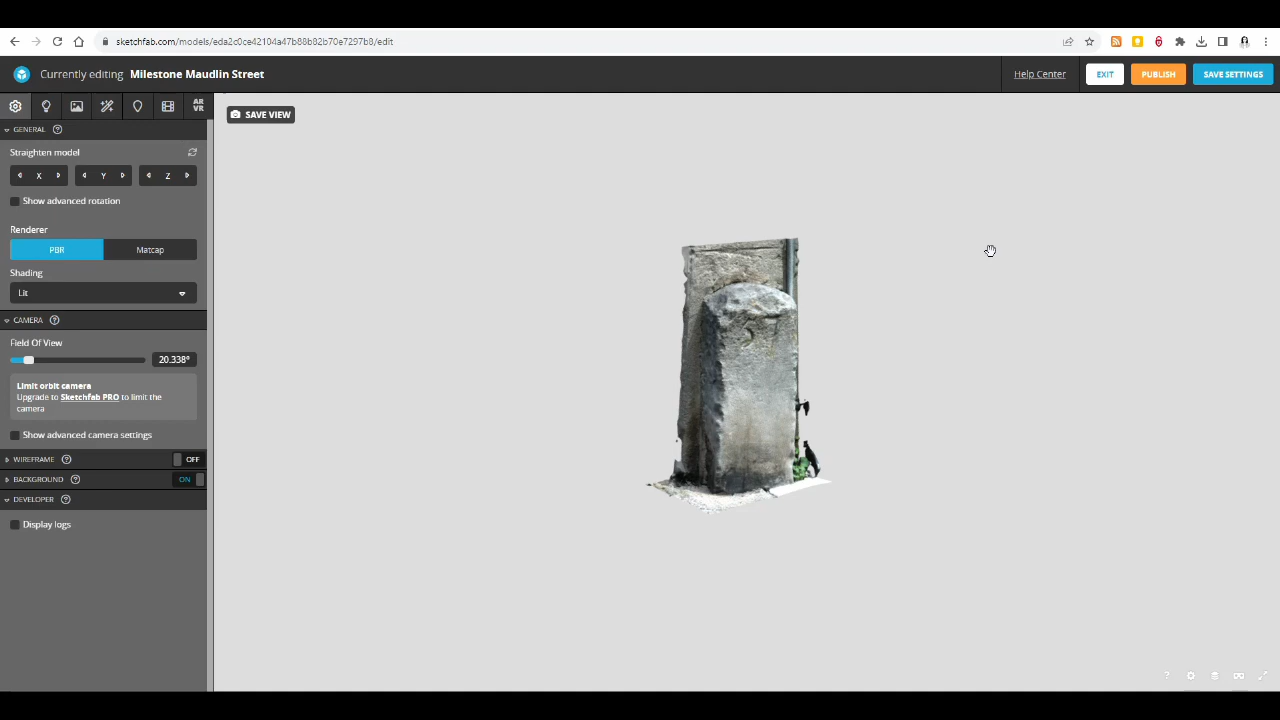 sketchfab.com/models/eda2c0ce42104a47b88b82b70e7297b8/edit
Currently editing Milestone Maudlin Street
Help Center
EXIT
PUBLISH
SAVE SETTINGS
AR
VR
SAVE VIEW
GENERAL ?
Straighten model
X Y Z
Show advanced rotation
Renderer
PBR Matcap
Shading
Lit
CAMERA ?
Field Of View
20.338°
Limit orbit camera
Upgrade to Sketchfab PRO to limit the
camera
Show advanced camera settings
WIREFRAME ? OFF
BACKGROUND ? ON
DEVELOPER ?
Display logs
?